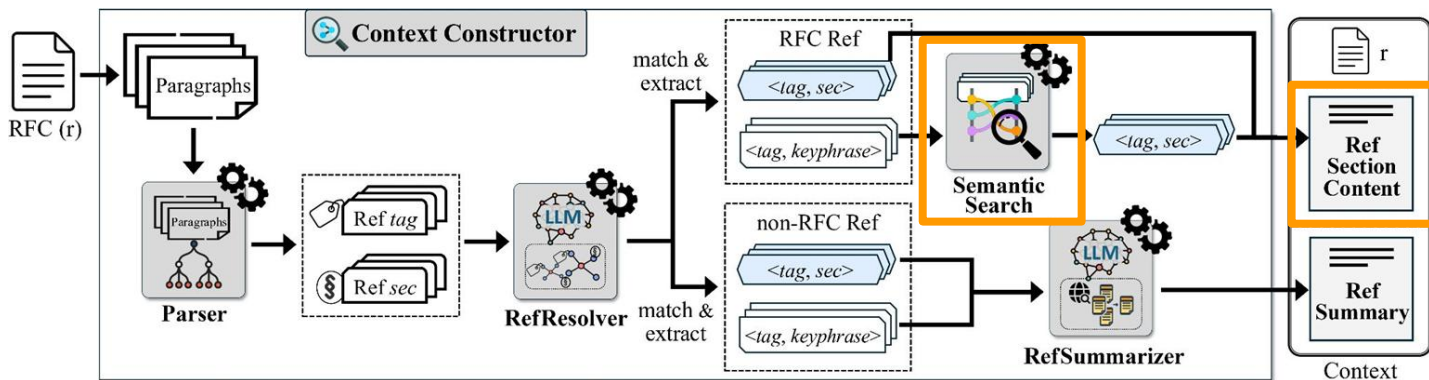 Context Constructor
RFC (r)
Paragraphs
Paragraphs
Parser
Ref tag
§
Ref sec
LLM
§
RefResolver
match &
extract
match &
extract
RFC Ref
<tag, sec>
<tag, keyphrase>
non-RFC Ref
<tag, sec>
<tag, keyphrase>
Semantic
Search
<tag, sec>
LLM
RefSummarizer
r
Ref
Section
Content
Ref
Summary
Context